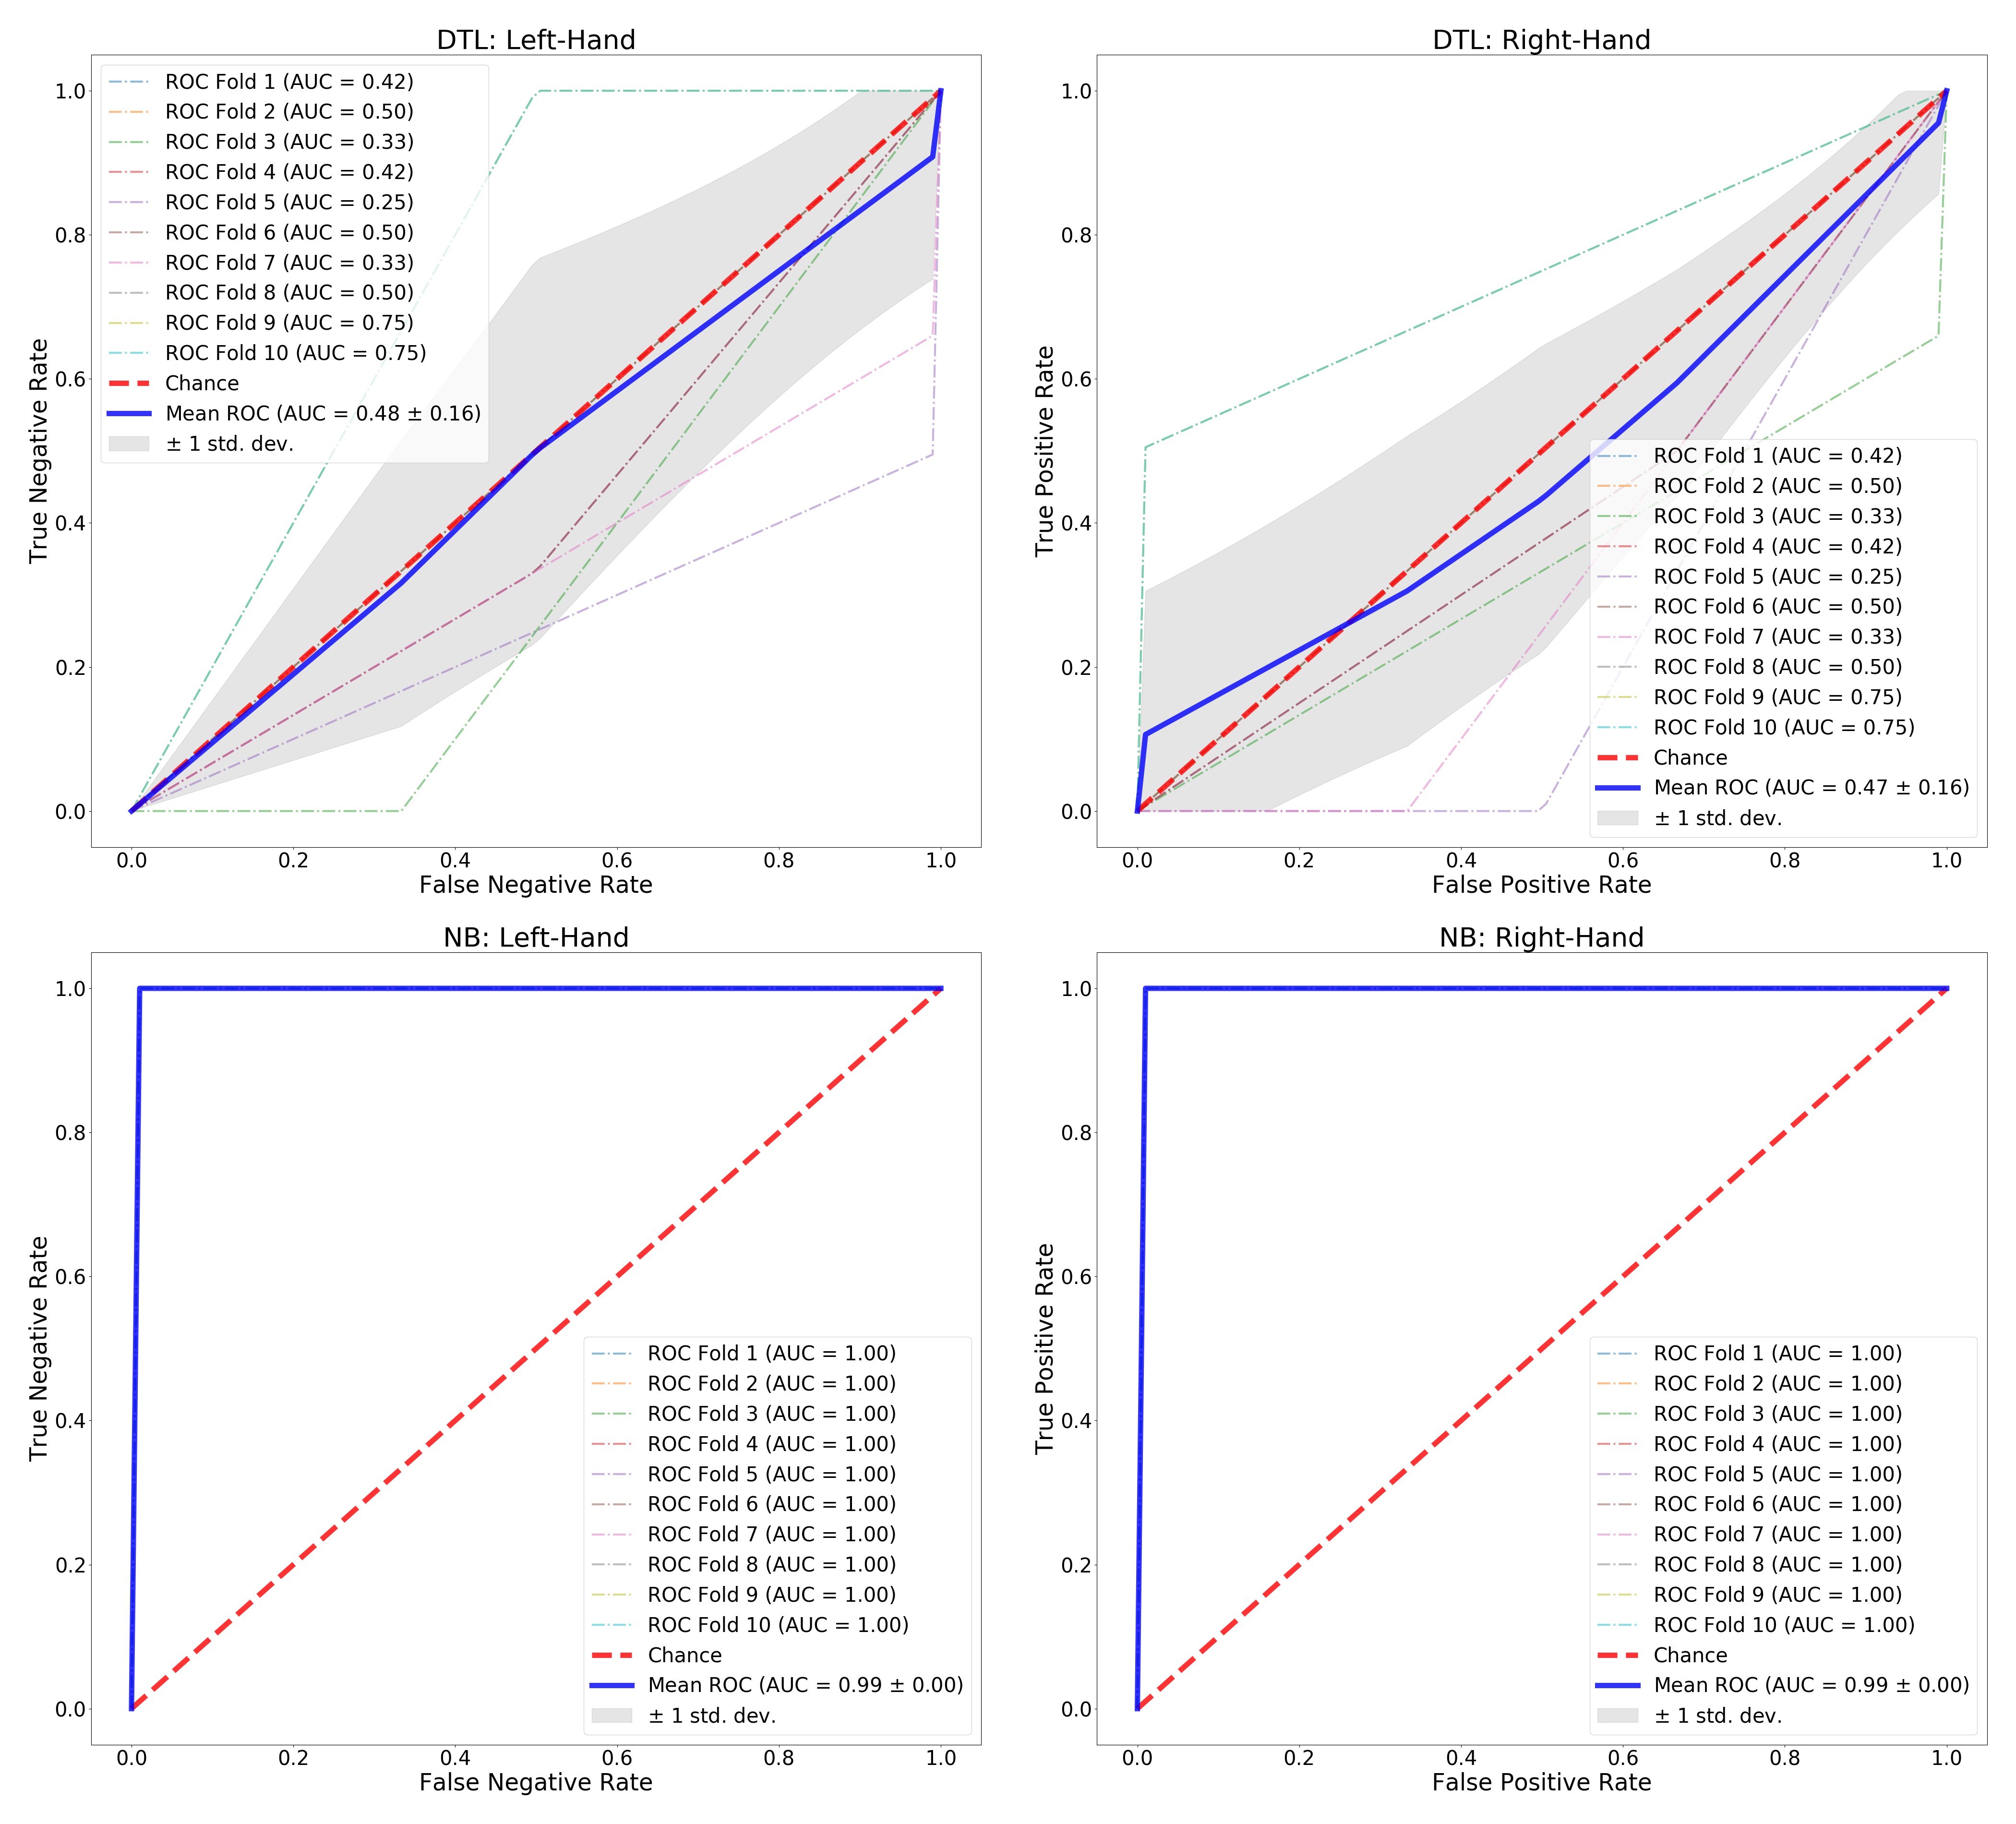 DTL: Left-Hand
True Negative Rate
1.0
0.8
0.6
0.4
0.2
0.0
ROC Fold 1 (AUC = 0.42)
ROC Fold 2 (AUC = 0.50)
ROC Fold 3 (AUC = 0.33)
ROC Fold 4 (AUC = 0.42)
ROC Fold 5 (AUC = 0.25)
ROC Fold 6 (AUC = 0.50)
ROC Fold 7 (AUC = 0.33)
ROC Fold 8 (AUC = 0.50)
ROC Fold 9 (AUC = 0.75)
ROC Fold 10 (AUC = 0.75)
Chance
Mean ROC (AUC = 0.48 ± 0.16)
± 1 std. dev.
0.0 0.2 0.4 0.6 0.8 1.0
False Negative Rate
DTL: Right-Hand
True Positive Rate
1.0
0.8
0.6
0.4
0.2
0.0
ROC Fold 1 (AUC = 0.42)
ROC Fold 2 (AUC = 0.50)
ROC Fold 3 (AUC = 0.33)
ROC Fold 4 (AUC = 0.42)
ROC Fold 5 (AUC = 0.25)
ROC Fold 6 (AUC = 0.50)
ROC Fold 7 (AUC = 0.33)
ROC Fold 8 (AUC = 0.50)
ROC Fold 9 (AUC = 0.75)
ROC Fold 10 (AUC = 0.75)
Chance
Mean ROC (AUC = 0.47 ± 0.16)
± 1 std. dev.
0.0 0.2 0.4 0.6 0.8 1.0
False Positive Rate
NB: Left-Hand
True Negative Rate
1.0
0.8
0.6
0.4
0.2
0.0
ROC Fold 1 (AUC = 1.00)
ROC Fold 2 (AUC = 1.00)
ROC Fold 3 (AUC = 1.00)
ROC Fold 4 (AUC = 1.00)
ROC Fold 5 (AUC = 1.00)
ROC Fold 6 (AUC = 1.00)
ROC Fold 7 (AUC = 1.00)
ROC Fold 8 (AUC = 1.00)
ROC Fold 9 (AUC = 1.00)
ROC Fold 10 (AUC = 1.00)
Chance
Mean ROC (AUC = 0.99 ± 0.00)
± 1 std. dev.
0.0 0.2 0.4 0.6 0.8 1.0
False Negative Rate
NB: Right-Hand
True Positive Rate
1.0
0.8
0.6
0.4
0.2
0.0
ROC Fold 1 (AUC = 1.00)
ROC Fold 2 (AUC = 1.00)
ROC Fold 3 (AUC = 1.00)
ROC Fold 4 (AUC = 1.00)
ROC Fold 5 (AUC = 1.00)
ROC Fold 6 (AUC = 1.00)
ROC Fold 7 (AUC = 1.00)
ROC Fold 8 (AUC = 1.00)
ROC Fold 9 (AUC = 1.00)
ROC Fold 10 (AUC = 1.00)
Chance
Mean ROC (AUC = 0.99 ± 0.00)
± 1 std. dev.
0.0 0.2 0.4 0.6 0.8 1.0
False Positive Rate